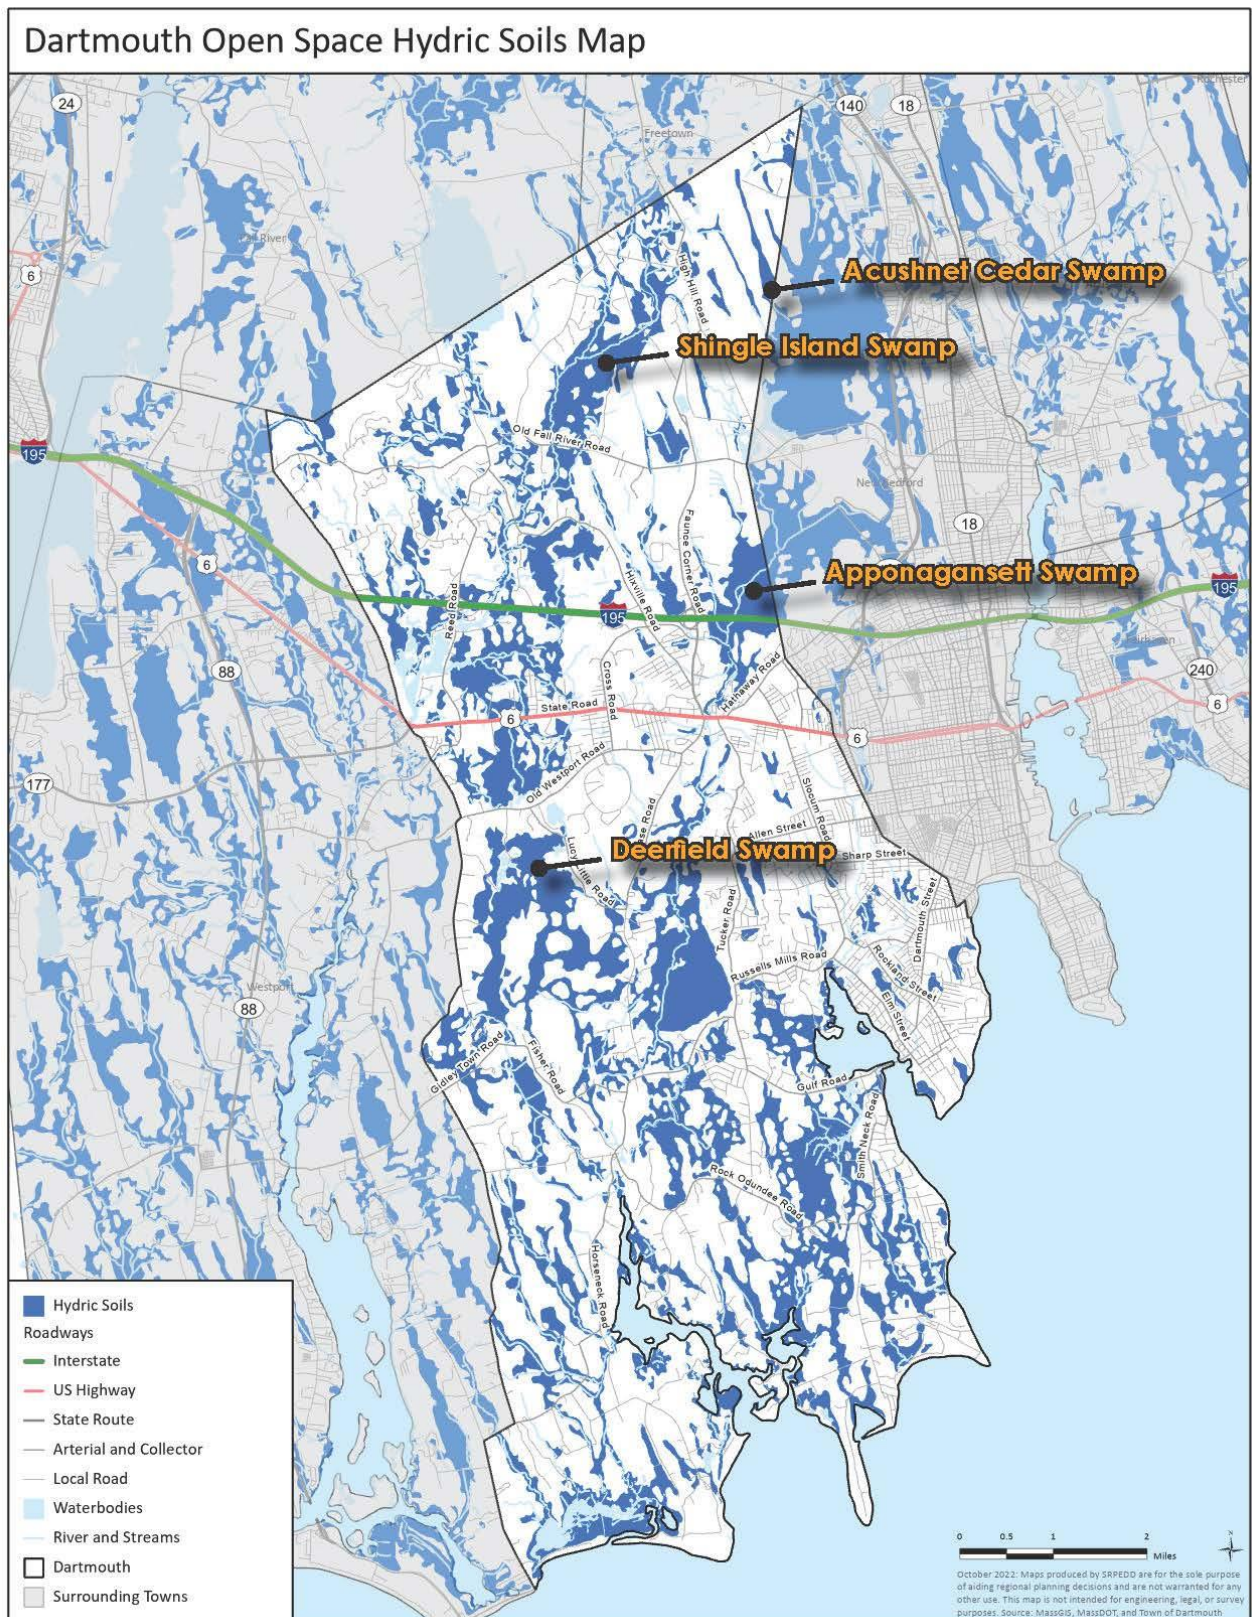 Dartmouth Open Space Hydric Soils Map
Rochester
24
140
18
Freetown
Fall River
6
High Hill Road
Acushnet Cedar Swamp
Shingle Island Swanp
Old Fall River Road
195
New Bedford
18
Faunce Corner Road
6
Hixville Road
Apponagansett Swamp
195
Reed Road
195
Fairhaven
88
Cross Road
Hathaway Road
240
State Road
6
6
6
177
Old Westport Road
Slocum Road
Allen Street
Lucy Little Road
Deerfield Swamp
Sharp Street
Tucker Road
Dartmouth Street
Russells Mills Road
Rockland Street
Elm Street
Westport
88
Gidley Town Road
Fisher Road
Gulf Road
Smith Neck Road
Rock Odundee Road
Horseneck Road
Hydric Soils
Roadways
Interstate
US Highway
State Route
Arterial and Collector
Local Road
Waterbodies
River and Streams
Dartmouth
Surrounding Towns
0 0.5 1 2
Miles
N
October 2022: Maps produced by SRPEDD are for the sole purpose
of aiding regional planning decisions and are not warranted for any
other use. This map is not intended for engineering, legal, or survey
purposes. Source: MassGIS, MassDOT, and Town of Dartmouth